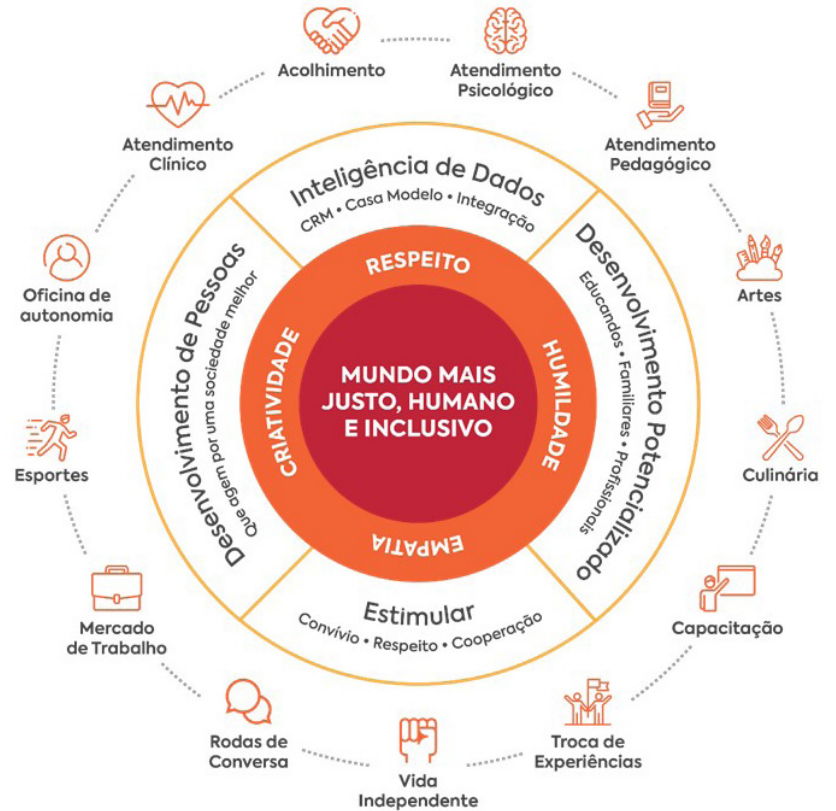 Acolhimento
Atendimento
Psicológico
Atendimento
Pedagógico
Artes
Culinária
Capacitação
Troca de
Experiências
Vida
Independente
Rodas de
Conversa
Mercado
de Trabalho
Esportes
Oficina de
autonomia
Atendimento
Clínico
Inteligência de Dados
CRM • Casa Modelo • Integração
Desenvolvimento Potencializado
Educandos • Familiares • Profissionais
Estimular
Convívio • Respeito • Cooperação
Desenvolvimento de Pessoas
Que agem por uma sociedade melhor
RESPEITO
HUMILDADE
EMPATIA
CRIATIVIDADE
MUNDO MAIS
JUSTO, HUMANO
E INCLUSIVO